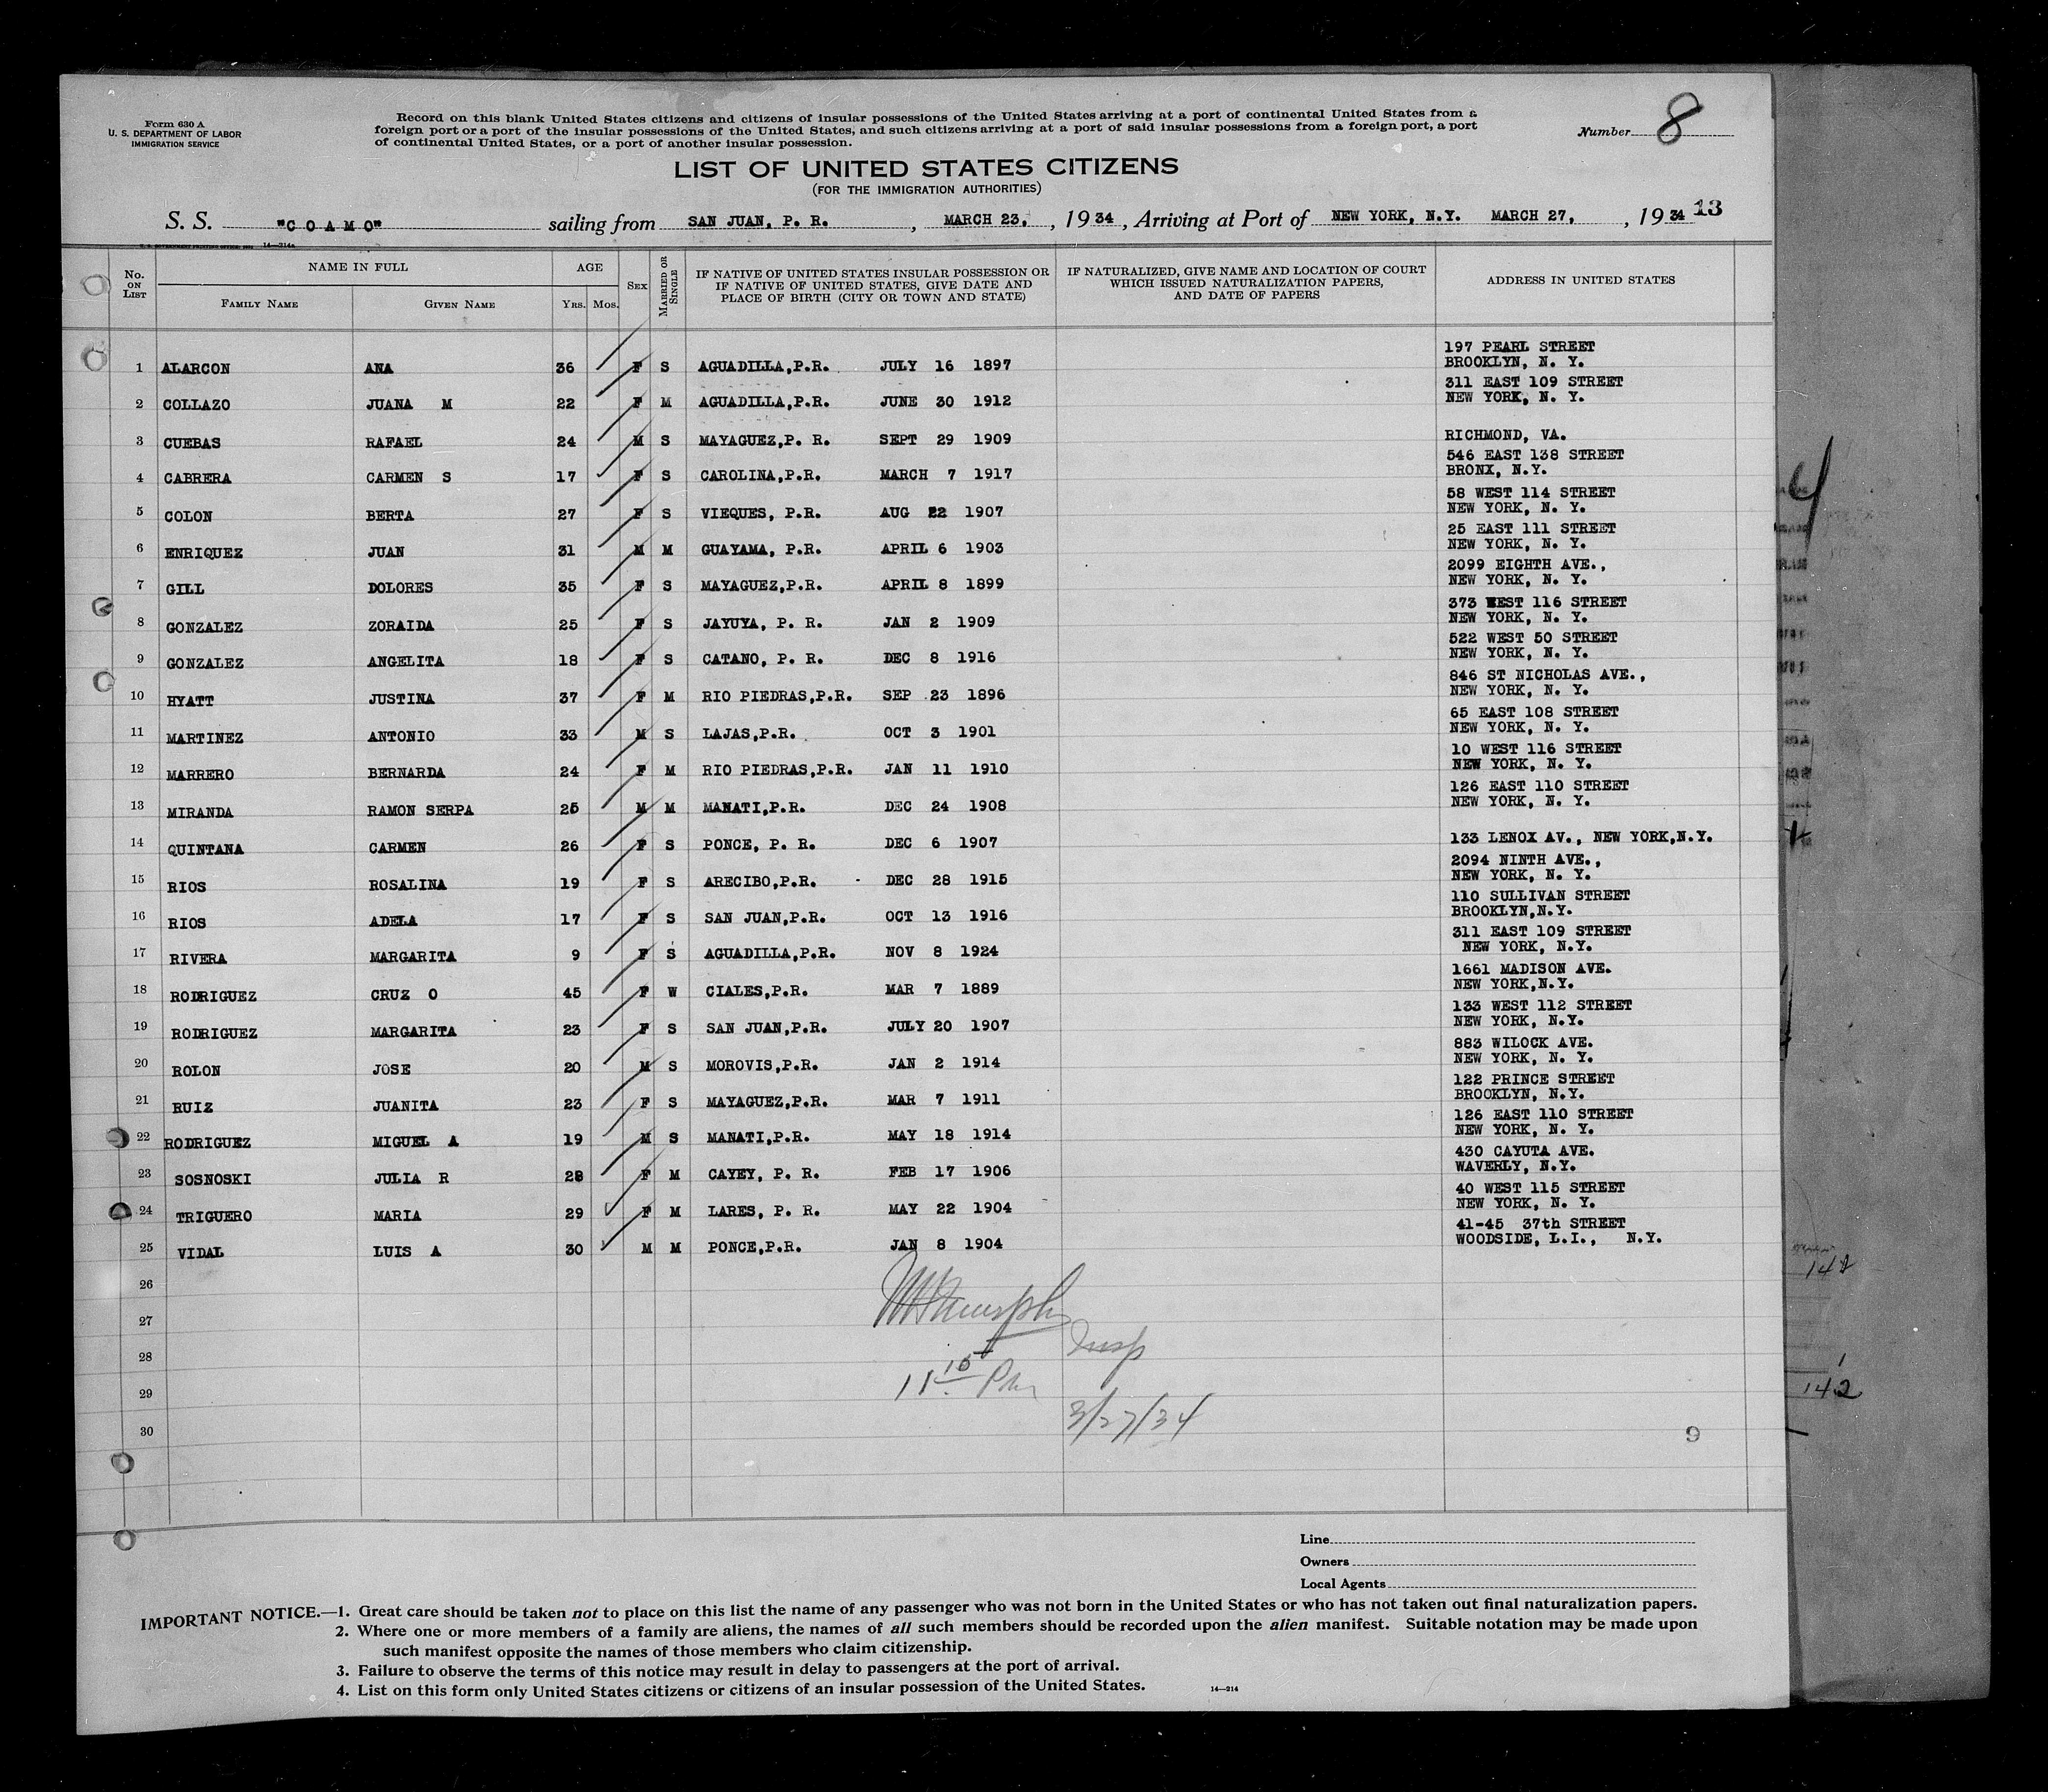 Form 630 A
U. S. DEPARTMENT OF LABOR
IMMIGRATION SERVICE
Record on this blank United States citizens and citizens of insular possessions of the United States arriving at a port of continental United States from a
foreign port or a port of the insular possessions of the United States, and such citizens arriving at a port of said insular possessions from a foreign port, a port
of continental United States, or a port of another insular possession.
Number 8
LIST OF UNITED STATES CITIZENS
(FOR THE IMMIGRATION AUTHORITIES)
S. S. "COAMO" sailing from SAN JUAN, P. R. , MARCH 23, , 1934 , Arriving at Port of NEW YORK, N.Y. MARCH 27, , 1934 13
14—214a
No. ON LIST
NAME IN FULL
FAMILY NAME
GIVEN NAME
AGE
YRS. MOS.
SEX
MARRIED OR SINGLE
IF NATIVE OF UNITED STATES INSULAR POSSESSION OR
IF NATIVE OF UNITED STATES, GIVE DATE AND
PLACE OF BIRTH (CITY OR TOWN AND STATE)
IF NATURALIZED, GIVE NAME AND LOCATION OF COURT
WHICH ISSUED NATURALIZATION PAPERS,
AND DATE OF PAPERS
ADDRESS IN UNITED STATES
197 PEARL STREET
1 ALARCON ANA 36 F S AGUADILLA,P.R. JULY 16 1897 BROOKLYN, N. Y.
311 EAST 109 STREET
2 COLLAZO JUANA M 22 F M AGUADILLA,P.R. JUNE 30 1912 NEW YORK, N. Y.
3 CUEBAS RAFAEL 24 M S MAYAGUEZ,P. R. SEPT 29 1909 RICHMOND, VA.
546 EAST 138 STREET
4 CABRERA CARMEN S 17 F S CAROLINA,P.R. MARCH 7 1917 BRONX, N.Y.
58 WEST 114 STREET
5 COLON BERTA 27 F S VIEQUES, P.R. AUG 22 1907 NEW YORK, N. Y.
25 EAST 111 STREET
6 ENRIQUEZ JUAN 31 M M GUAYAMA, P.R. APRIL 6 1903 NEW YORK, N. Y.
2099 EIGHTH AVE.,
7 GILL DOLORES 35 F S MAYAGUEZ,P.R. APRIL 8 1899 NEW YORK, N. Y.
373 WEST 116 STREET
8 GONZALEZ ZORAIDA 25 F S JAYUYA, P. R. JAN 2 1909 NEW YORK, N. Y.
522 WEST 50 STREET
9 GONZALEZ ANGELITA 18 F S CATANO, P. R. DEC 8 1916 NEW YORK, N. Y.
846 ST NICHOLAS AVE.,
10 HYATT JUSTINA 37 F M RIO PIEDRAS,P.R. SEP 23 1896 NEW YORK, N. Y.
65 EAST 108 STREET
11 MARTINEZ ANTONIO 33 M S LAJAS,P.R. OCT 3 1901 NEW YORK, N. Y.
10 WEST 116 STREET
12 MARRERO BERNARDA 24 F M RIO PIEDRAS,P.R. JAN 11 1910 NEW YORK, N. Y.
126 EAST 110 STREET
13 MIRANDA RAMON SERPA 25 M M MANATI,P.R. DEC 24 1908 NEW YORK, N. Y.
14 QUINTANA CARMEN 26 F S PONCE, P. R. DEC 6 1907 133 LENOX AV., NEW YORK,N.Y.
2094 NINTH AVE.,
15 RIOS ROSALINA 19 F S ARECIBO,P.R. DEC 28 1915 NEW YORK, N. Y.
110 SULLIVAN STREET
16 RIOS ADELA 17 F S SAN JUAN,P.R. OCT 13 1916 BROOKLYN,N.Y.
311 EAST 109 STREET
17 RIVERA MARGARITA 9 F S AGUADILLA,P.R. NOV 8 1924 NEW YORK, N.Y.
1661 MADISON AVE.
18 RODRIGUEZ CRUZ O 45 F W CIALES,P.R. MAR 7 1889 NEW YORK,N.Y.
133 WEST 112 STREET
19 RODRIGUEZ MARGARITA 23 F S SAN JUAN,P.R. JULY 20 1907 NEW YORK, N.Y.
883 WILOCK AVE.
20 ROLON JOSE 20 M S MOROVIS,P.R. JAN 2 1914 NEW YORK, N. Y.
122 PRINCE STREET
21 RUIZ JUANITA 23 F S MAYAGUEZ,P.R. MAR 7 1911 BROOKLYN, N.Y.
126 EAST 110 STREET
22 RODRIGUEZ MIGUEL A 19 M S MANATI,P.R. MAY 18 1914 NEW YORK, N. Y.
430 CAYUTA AVE.
23 SOSNOSKI JULIA R 28 F M CAYEY, P. R. FEB 17 1906 WAVERLY, N.Y.
40 WEST 115 STREET
24 TRIGUERO MARIA 29 F M LARES, P. R. MAY 22 1904 NEW YORK, N. Y.
41-45 37th STREET
25 VIDAL LUIS A 30 M M PONCE,P.R. JAN 8 1904 WOODSIDE, L.I., N.Y.
26
27
Insp
28
11 15 Pm
29
3/27/34
30
9
142
Line
Owners
Local Agents
IMPORTANT NOTICE.—1. Great care should be taken not to place on this list the name of any passenger who was not born in the United States or who has not taken out final naturalization papers.
2. Where one or more members of a family are aliens, the names of all such members should be recorded upon the alien manifest. Suitable notation may be made upon
such manifest opposite the names of those members who claim citizenship.
3. Failure to observe the terms of this notice may result in delay to passengers at the port of arrival.
4. List on this form only United States citizens or citizens of an insular possession of the United States.
14—214